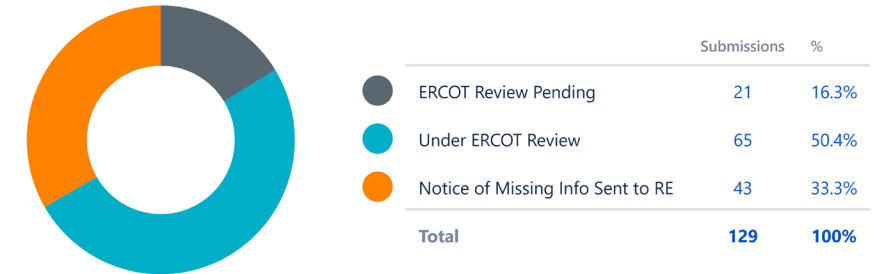 Submissions %
ERCOT Review Pending 21 16.3%
Under ERCOT Review 65 50.4%
Notice of Missing Info Sent to RE 43 33.3%
Total 129 100%